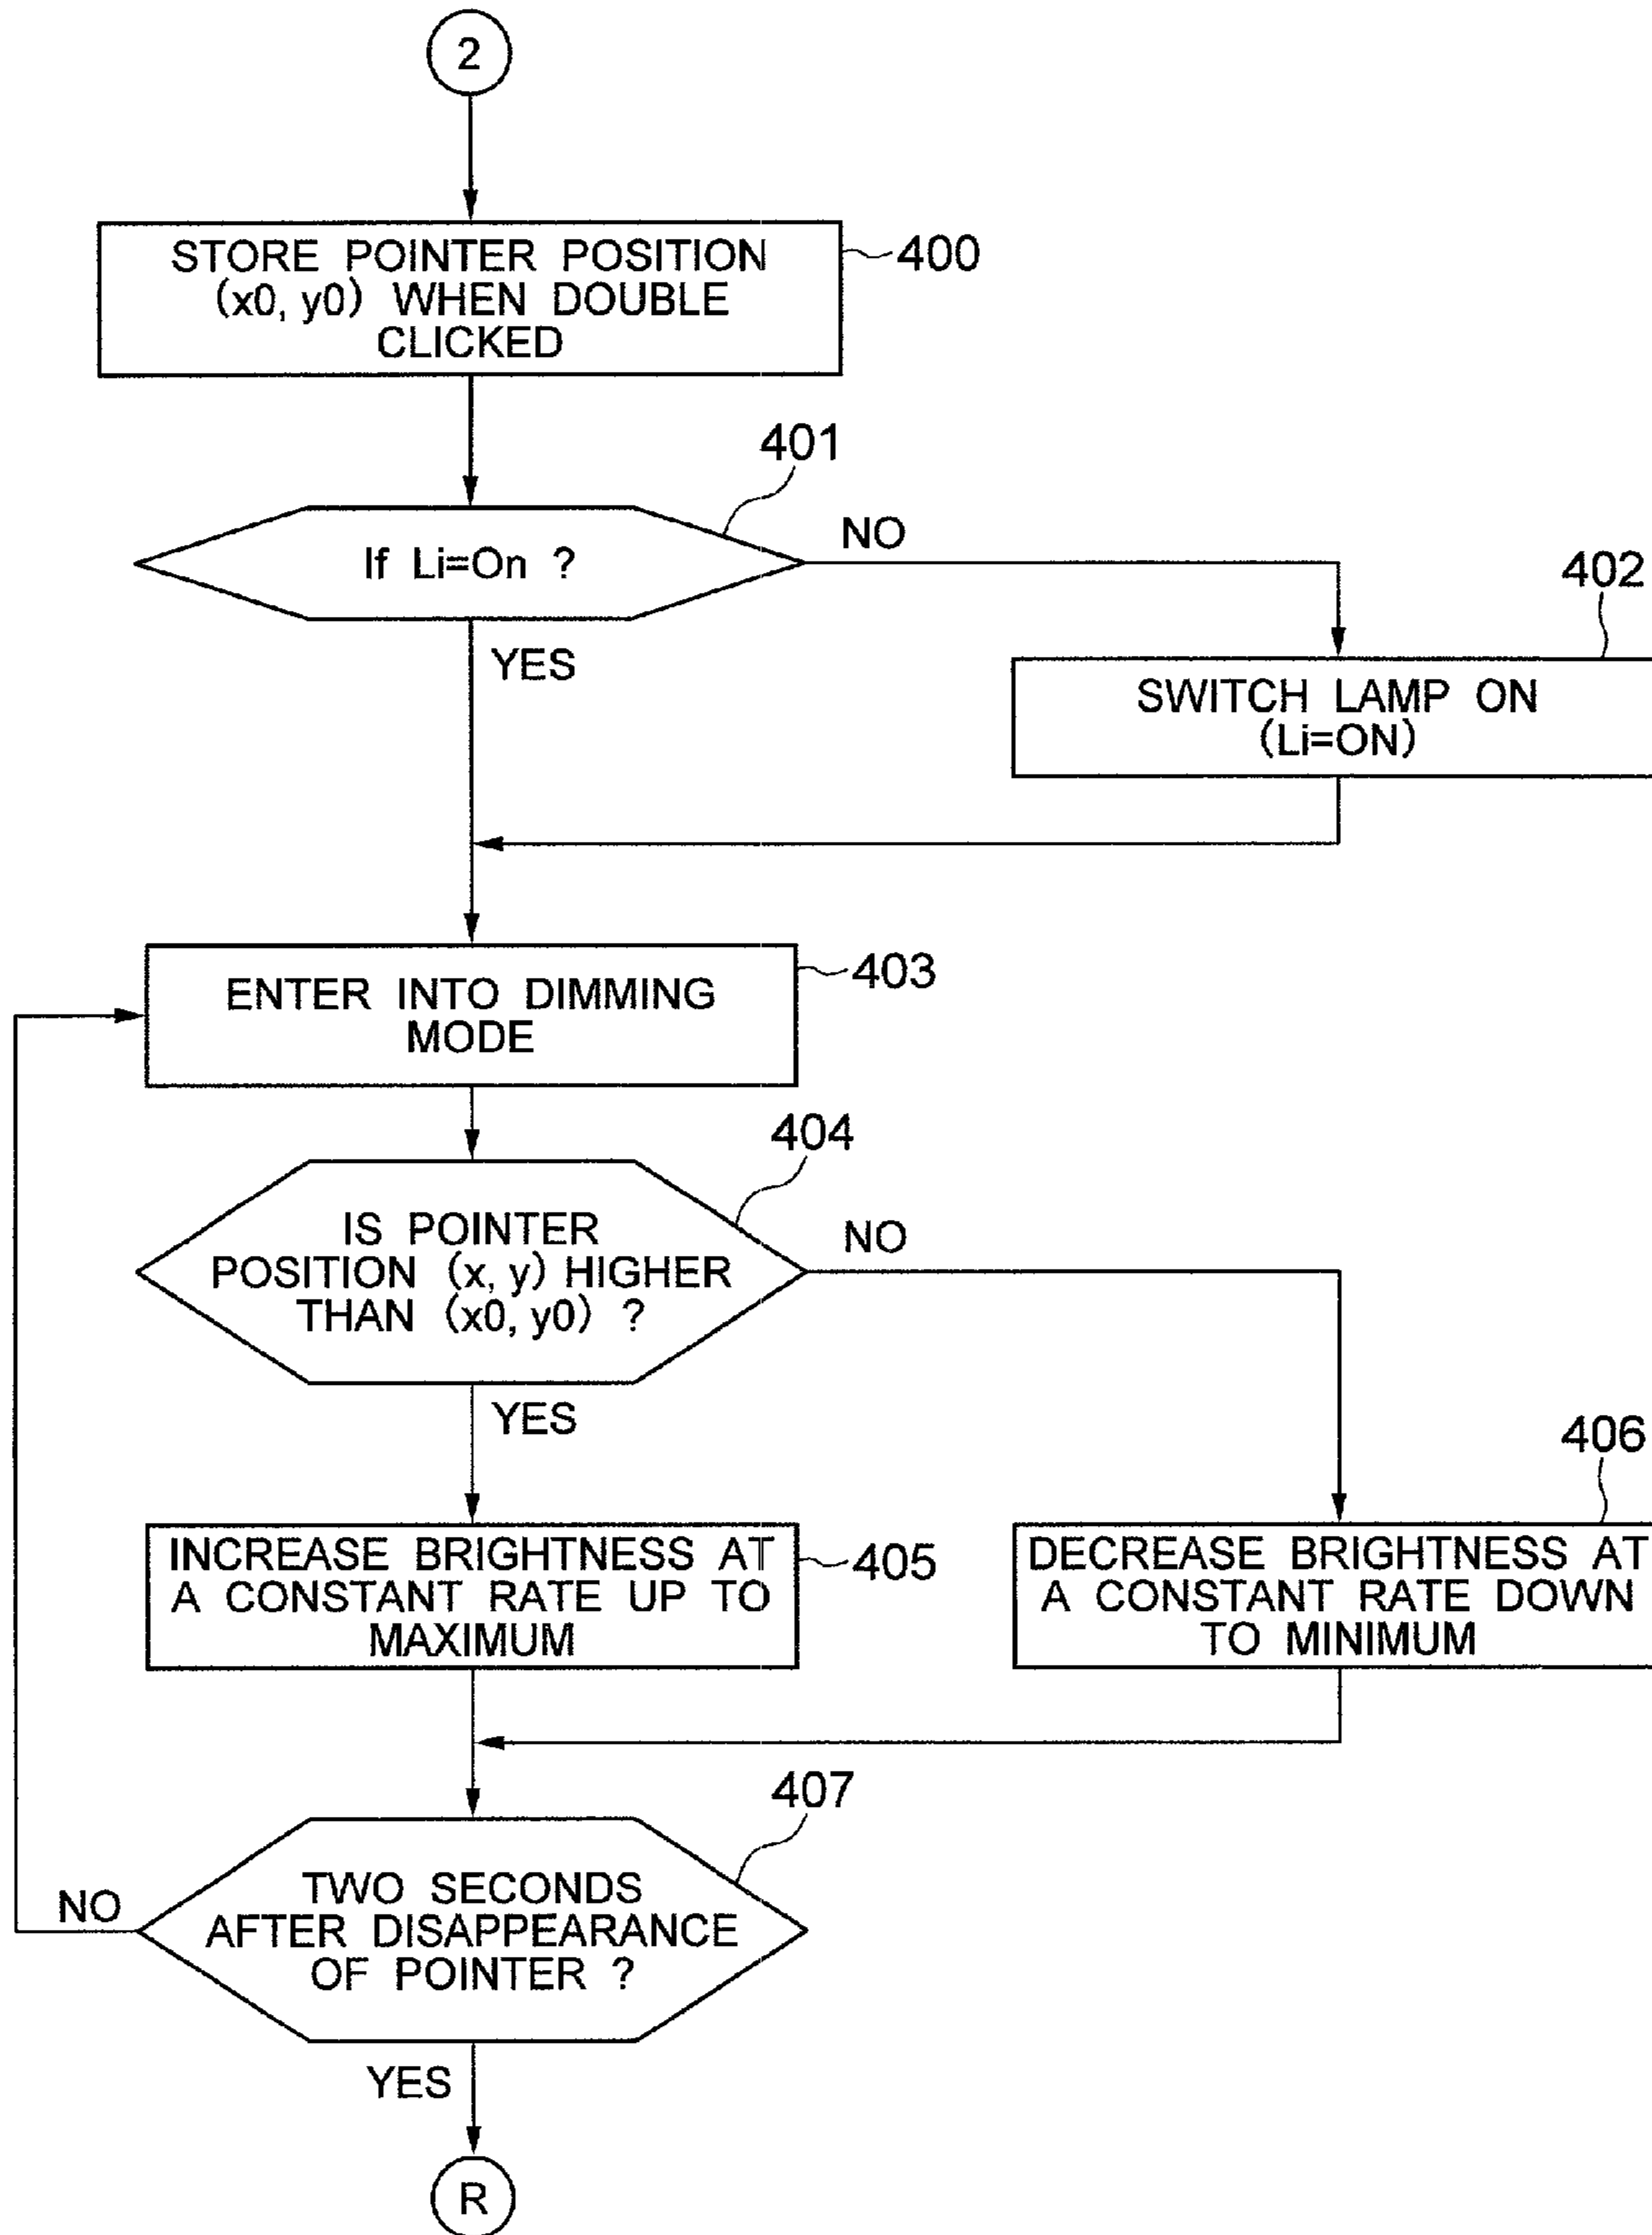 2
STORE POINTER POSITION
(x0, y0) WHEN DOUBLE
CLICKED
400
401
If Li=On ?
NO
402
YES
SWITCH LAMP ON
(Li=ON)
ENTER INTO DIMMING
MODE
403
404
IS POINTER
POSITION (x, y) HIGHER
THAN (x0, y0) ?
NO
YES
406
INCREASE BRIGHTNESS AT
A CONSTANT RATE UP TO
MAXIMUM
405
DECREASE BRIGHTNESS AT
A CONSTANT RATE DOWN
TO MINIMUM
407
TWO SECONDS
AFTER DISAPPEARANCE
OF POINTER ?
NO
YES
R